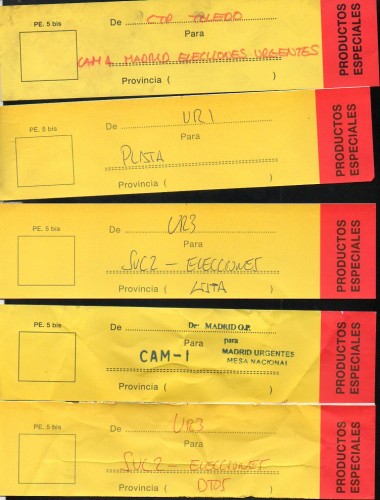 PE. 5 bis
De CTP TOLEDO
Para
CAM 4 MADRID ELECCIONES URGENTES
Provincia ( )
PRODUCTOS
ESPECIALES
PE. 5 bis
De UR1
Para
PLISTA
Provincia ( )
PRODUCTOS
ESPECIALES
PE. 5 bis
De UR3
Para
SUC2 - ELECCIONES
Provincia ( LISTA )
PRODUCTOS
ESPECIALES
PE. 5 bis
De De MADRID O.P.
Para para
CAM-1 MADRID URGENTES
MESA NACIONAL
Provincia ( )
PRODUCTOS
ESPECIALES
PE. 5 bis
De UR3
Para
SUC2 - ELECCIONES
Provincia ( DTOS )
PRODUCTOS
ESPECIALES